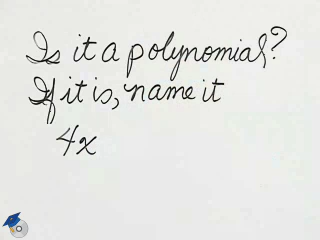 Is it a polynomial?
If it is, name it
4x